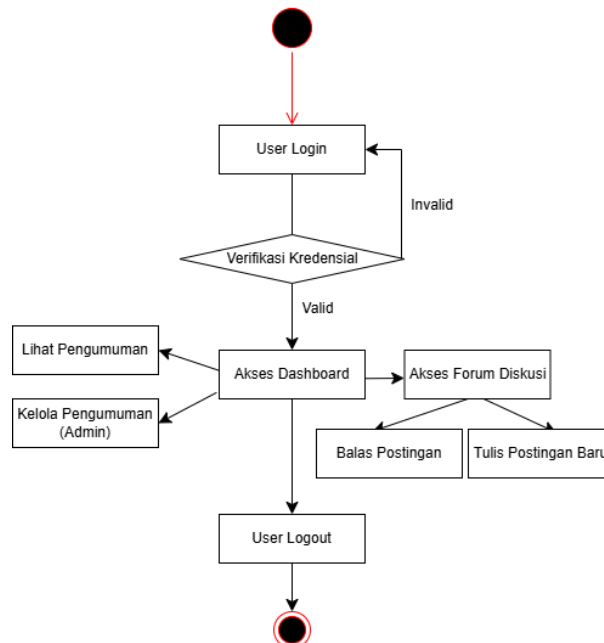 User Login
Invalid
Verifikasi Kredensial
Valid
Lihat Pengumuman
Akses Dashboard
Akses Forum Diskusi
Kelola Pengumuman
(Admin)
Balas Postingan
Tulis Postingan Baru
User Logout